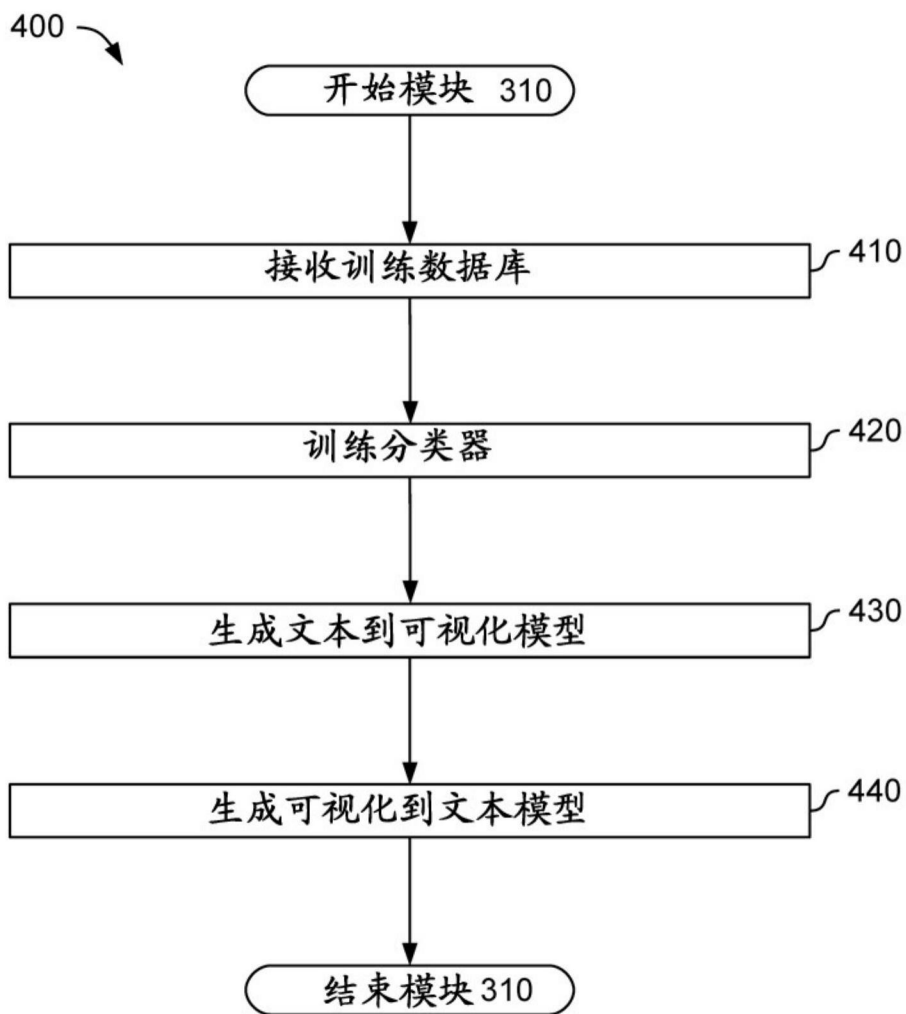 400
开始模块 310
接收训练数据库 410
训练分类器 420
生成文本到可视化模型 430
生成可视化到文本模型 440
结束模块 310